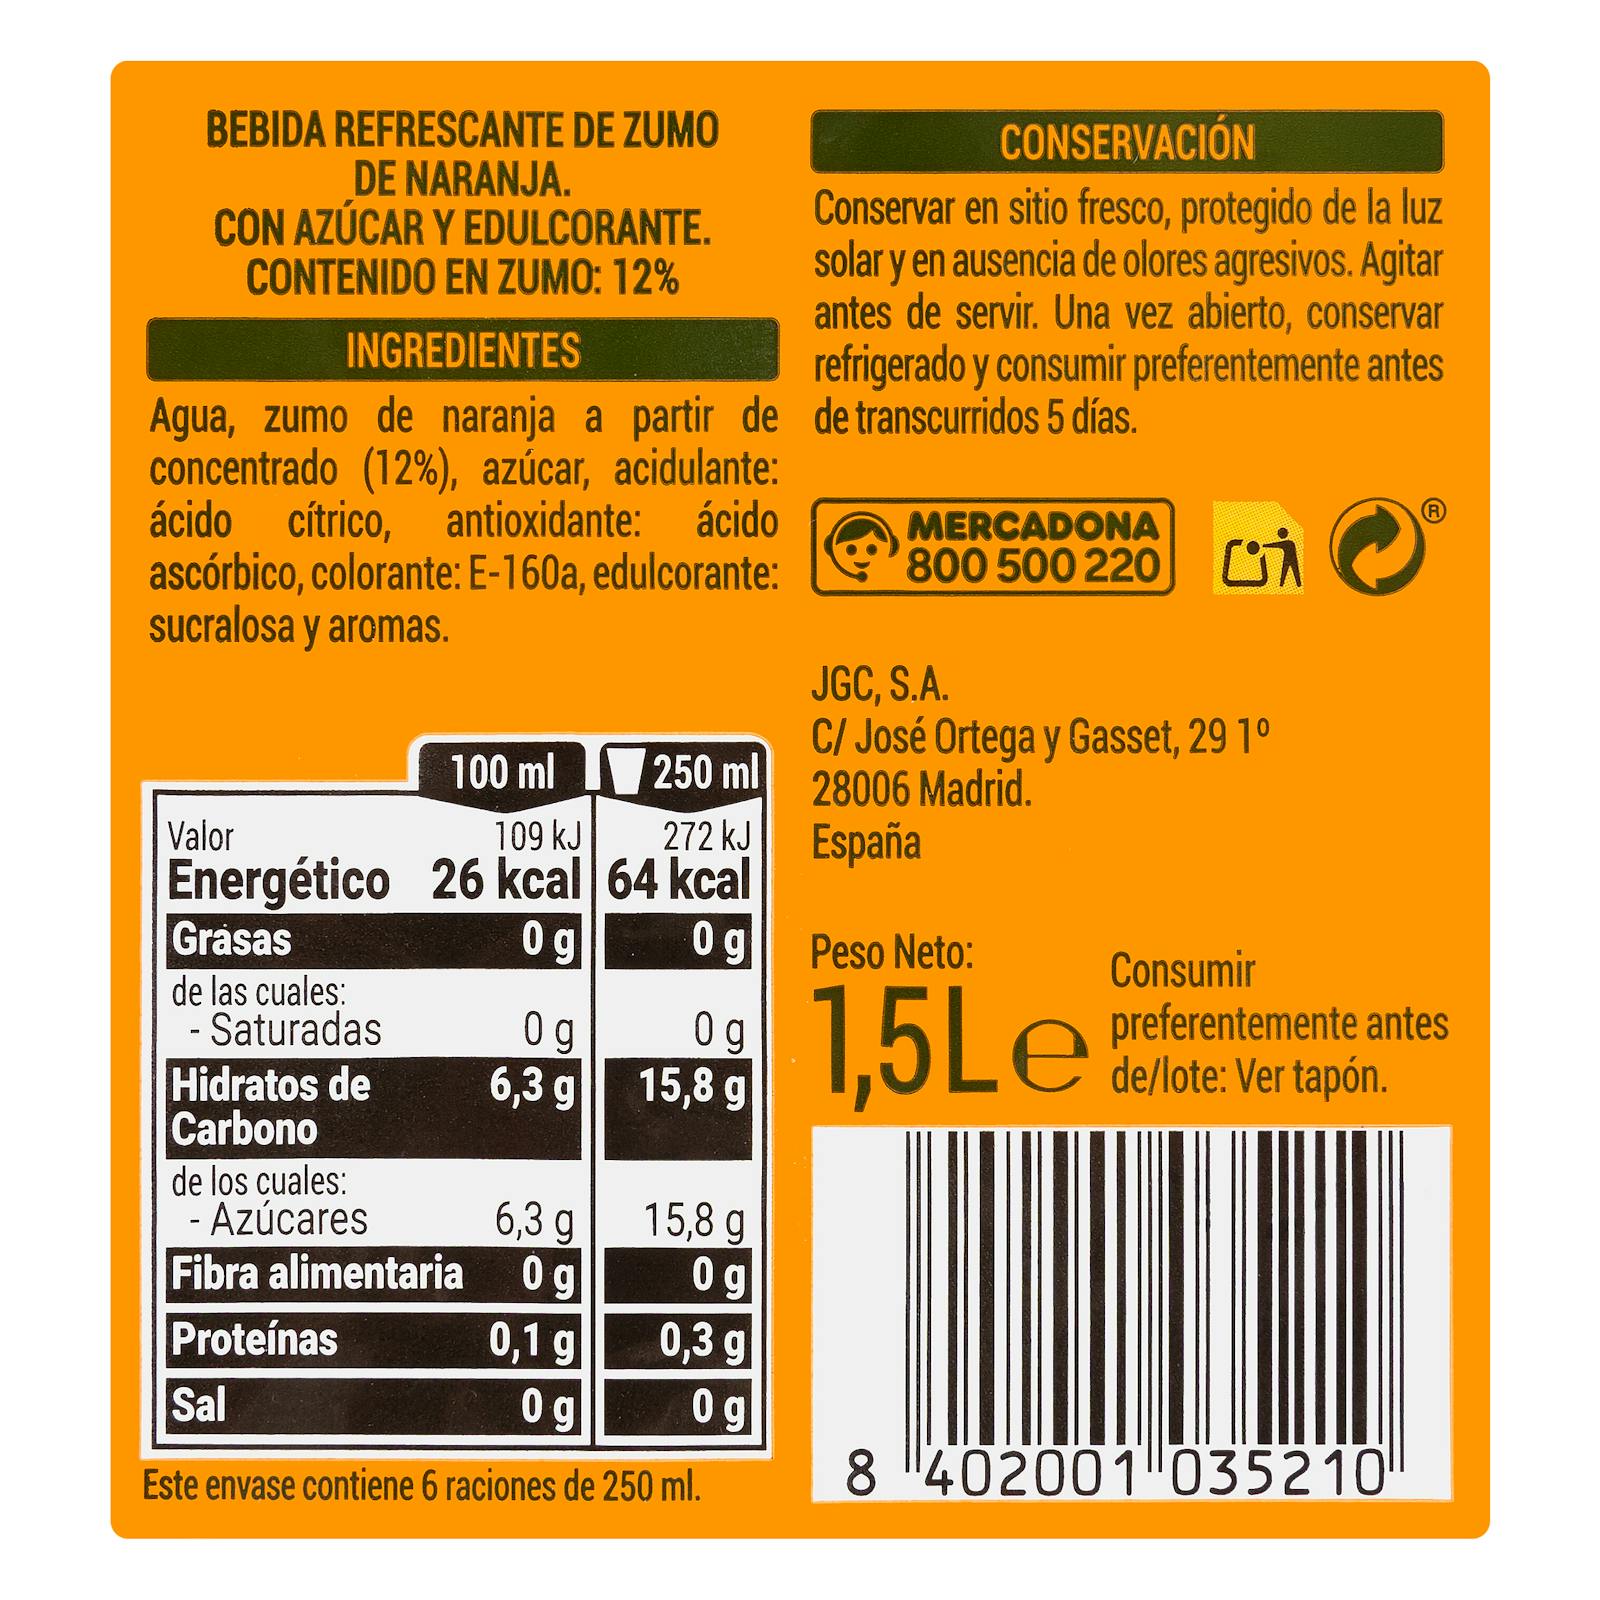 BEBIDA REFRESCANTE DE ZUMO
DE NARANJA.
CON AZÚCAR Y EDULCORANTE.
CONTENIDO EN ZUMO: 12%
INGREDIENTES
Agua, zumo de naranja a partir de
concentrado (12%), azúcar, acidulante:
ácido cítrico, antioxidante: ácido
ascórbico, colorante: E-160a, edulcorante:
sucralosa y aromas.
100 ml 250 ml
Valor 109 kJ 272 kJ
Energético 26 kcal 64 kcal
Grasas 0 g 0 g
de las cuales:
- Saturadas 0 g 0 g
Hidratos de 6,3 g 15,8 g
Carbono
de los cuales:
- Azúcares 6,3 g 15,8 g
Fibra alimentaria 0 g 0 g
Proteínas 0,1 g 0,3 g
Sal 0 g 0 g
Este envase contiene 6 raciones de 250 ml.
CONSERVACIÓN
Conservar en sitio fresco, protegido de la luz
solar y en ausencia de olores agresivos. Agitar
antes de servir. Una vez abierto, conservar
refrigerado y consumir preferentemente antes
de transcurridos 5 días.
MERCADONA
800 500 220
®
JGC, S.A.
C/ José Ortega y Gasset, 29 1º
28006 Madrid.
España
Peso Neto:
1,5L e
Consumir
preferentemente antes
de/lote: Ver tapón.
8 402001 035210